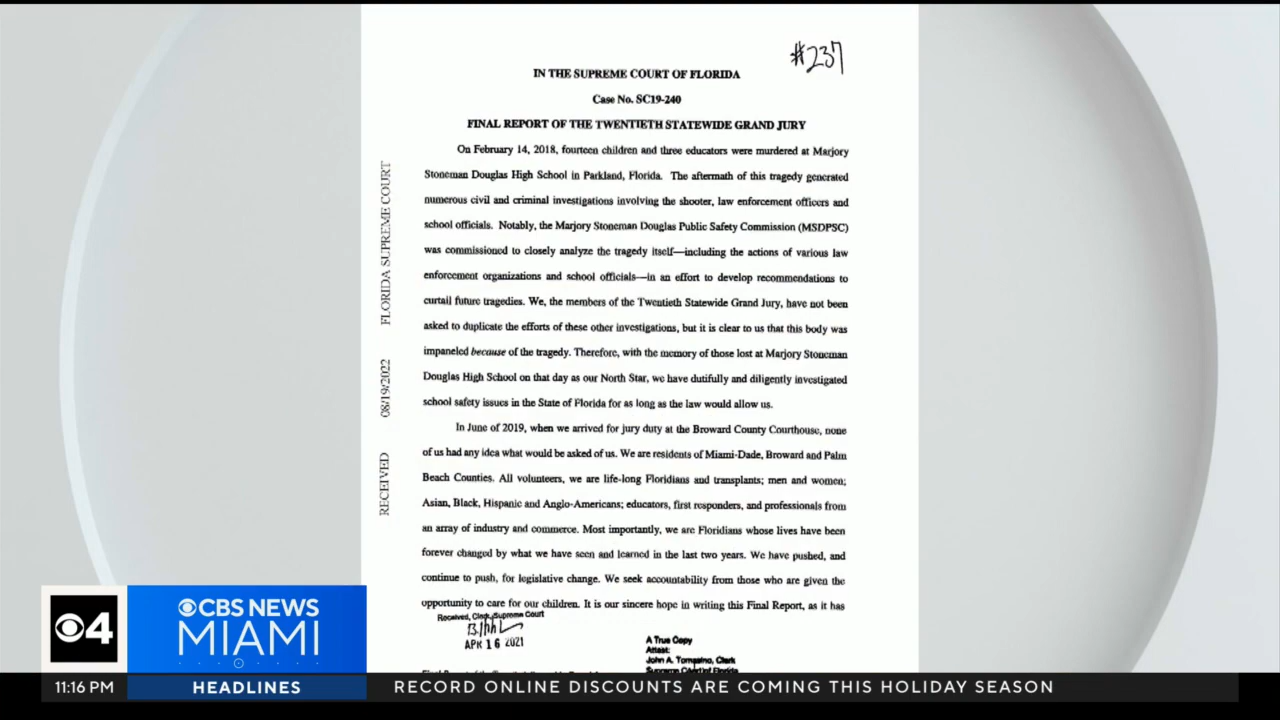 #237
IN THE SUPREME COURT OF FLORIDA
Case No. SC19-240
FINAL REPORT OF THE TWENTIETH STATEWIDE GRAND JURY
On February 14, 2018, fourteen children and three educators were murdered at Marjory
Stoneman Douglas High School in Parkland, Florida. The aftermath of this tragedy generated
numerous civil and criminal investigations involving the shooter, law enforcement officers and
school officials. Notably, the Marjory Stoneman Douglas Public Safety Commission (MSDPSC)
was commissioned to closely analyze the tragedy itself—including the actions of various law
enforcement organizations and school officials—in an effort to develop recommendations to
curtail future tragedies. We, the members of the Twentieth Statewide Grand Jury, have not been
asked to duplicate the efforts of these other investigations, but it is clear to us that this body was
impaneled because of the tragedy. Therefore, with the memory of those lost at Marjory Stoneman
Douglas High School on that day as our North Star, we have dutifully and diligently investigated
school safety issues in the State of Florida for as long as the law would allow us.
In June of 2019, when we arrived for jury duty at the Broward County Courthouse, none
of us had any idea what would be asked of us. We are residents of Miami-Dade, Broward and Palm
Beach Counties. All volunteers, we are life-long Floridians and transplants; men and women;
Asian, Black, Hispanic and Anglo-Americans; educators, first responders, and professionals from
an array of industry and commerce. Most importantly, we are Floridians whose lives have been
forever changed by what we have seen and learned in the last two years. We have pushed, and
continue to push, for legislative change. We seek accountability from those who are given the
opportunity to care for our children. It is our sincere hope in writing this Final Report, as it has
Received, Clerk, Supreme Court
APR 16 2021
A True Copy
Attest:
John A. Tomasino, Clerk
Supreme Court of Florida
RECEIVED 08/19/2022 FLORIDA SUPREME COURT
4
CBS NEWS
MIAMI
11:16 PM
HEADLINES
RECORD ONLINE DISCOUNTS ARE COMING THIS HOLIDAY SEASON